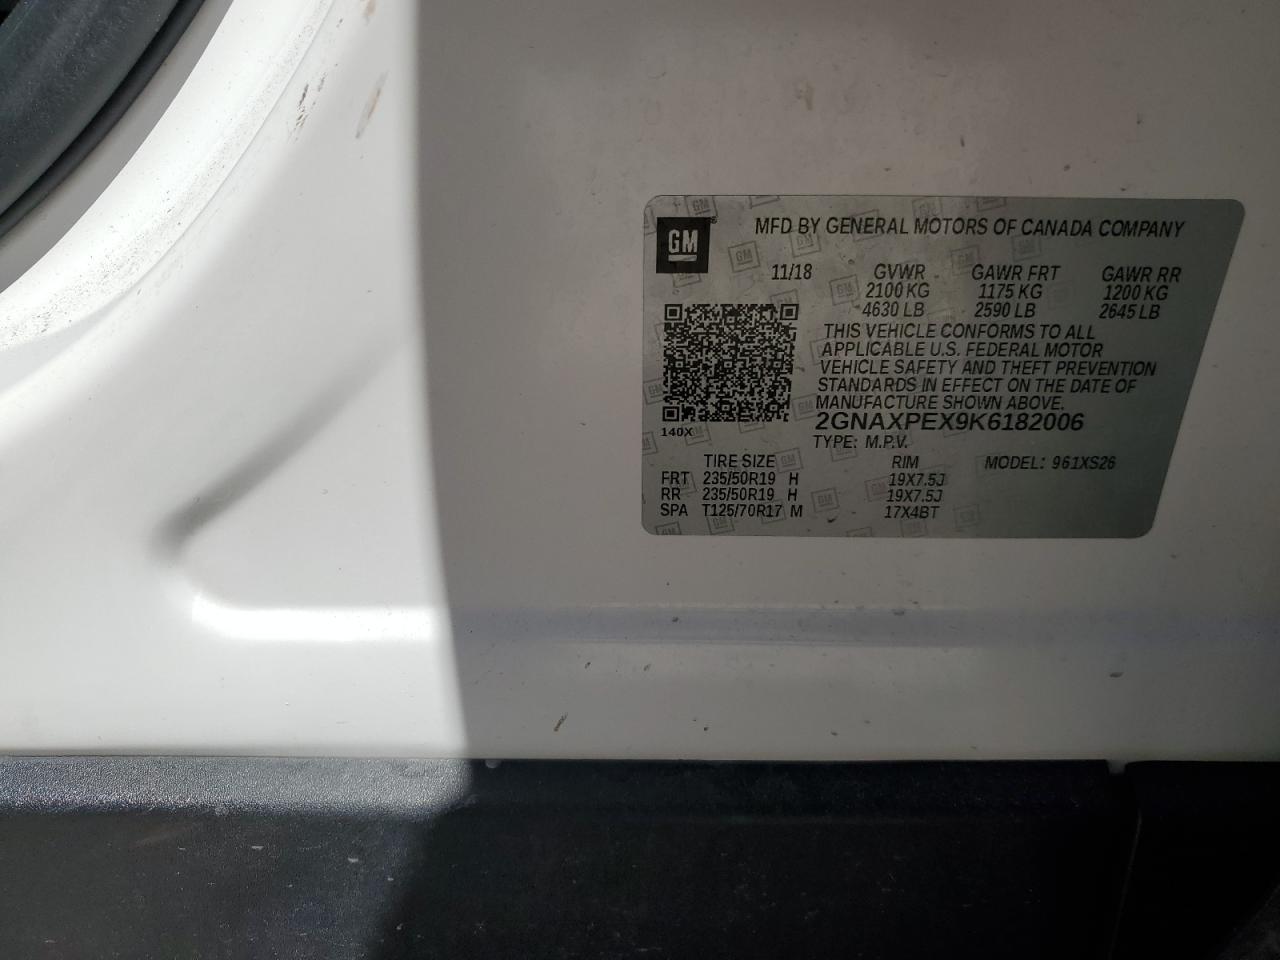 GM
MFD BY GENERAL MOTORS OF CANADA COMPANY
11/18 GVWR GAWR FRT GAWR RR
2100 KG 1175 KG 1200 KG
4630 LB 2590 LB 2645 LB
THIS VEHICLE CONFORMS TO ALL
APPLICABLE U.S. FEDERAL MOTOR
VEHICLE SAFETY AND THEFT PREVENTION
STANDARDS IN EFFECT ON THE DATE OF
MANUFACTURE SHOWN ABOVE.
2GNAXPEX9K6182006
140X
TYPE: M.P.V.
TIRE SIZE RIM MODEL: 961XS26
FRT 235/50R19 H 19X7.5J
RR 235/50R19 H 19X7.5J
SPA T125/70R17 M 17X4BT